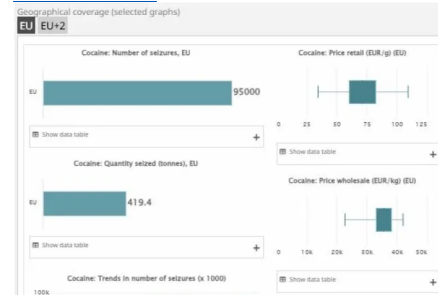 Geographical coverage (selected graphs)
EU EU+2
Cocaine: Number of seizures, EU
EU 95000
Show data table +
Cocaine: Quantity seized (tonnes), EU
EU 419.4
Show data table +
Cocaine: Trends in number of seizures (x 1000)
100k
Cocaine: Price retail (EUR/g) (EU)
0 25 50 75 100 125
Show data table +
Cocaine: Price wholesale (EUR/kg) (EU)
0 10k 20k 30k 40k 50k
Show data table +